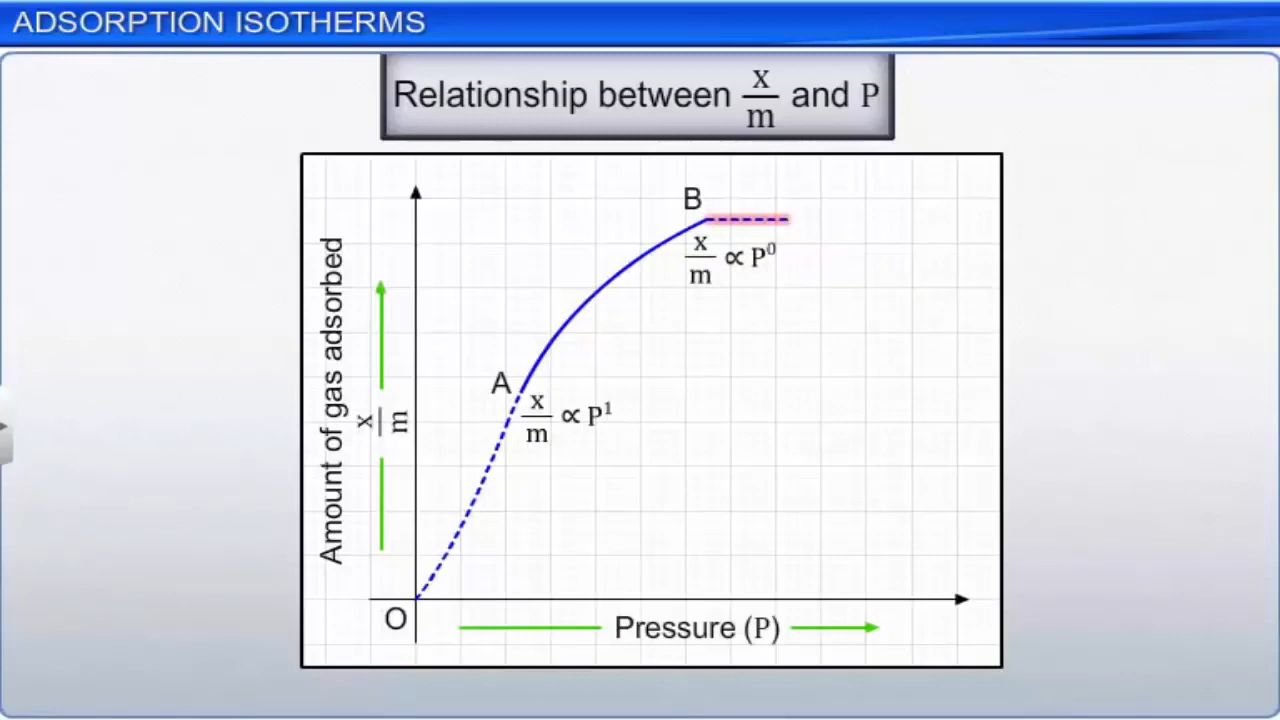 ADSORPTION ISOTHERMS
Relationship between x/m and P
B
x/m ∝ P⁰
Amount of gas adsorbed
x/m
A
x/m ∝ P¹
O
Pressure (P)